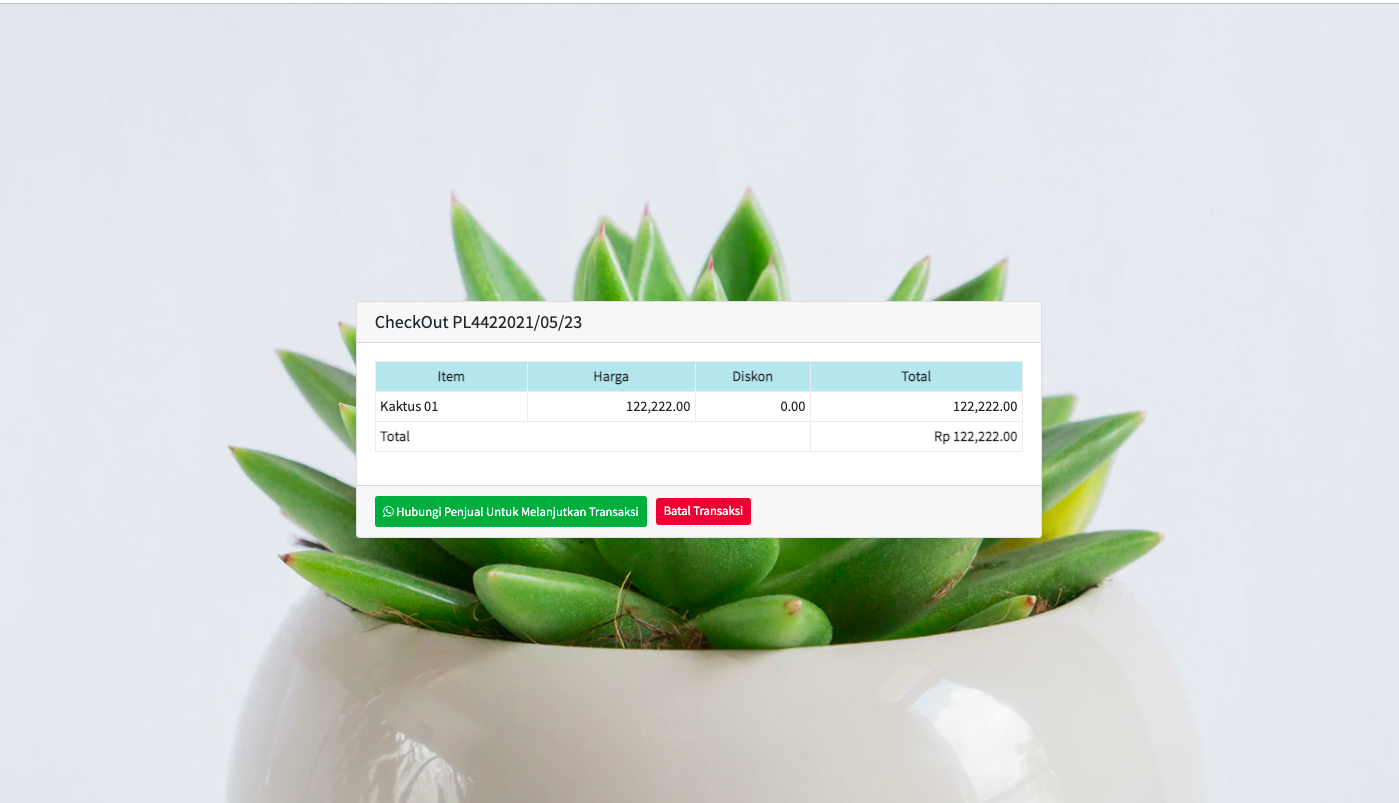 CheckOut PL4422021/05/23
Item Harga Diskon Total
Kaktus 01 122,222.00 0.00 122,222.00
Total Rp 122,222.00
Hubungi Penjual Untuk Melanjutkan Transaksi Batal Transaksi